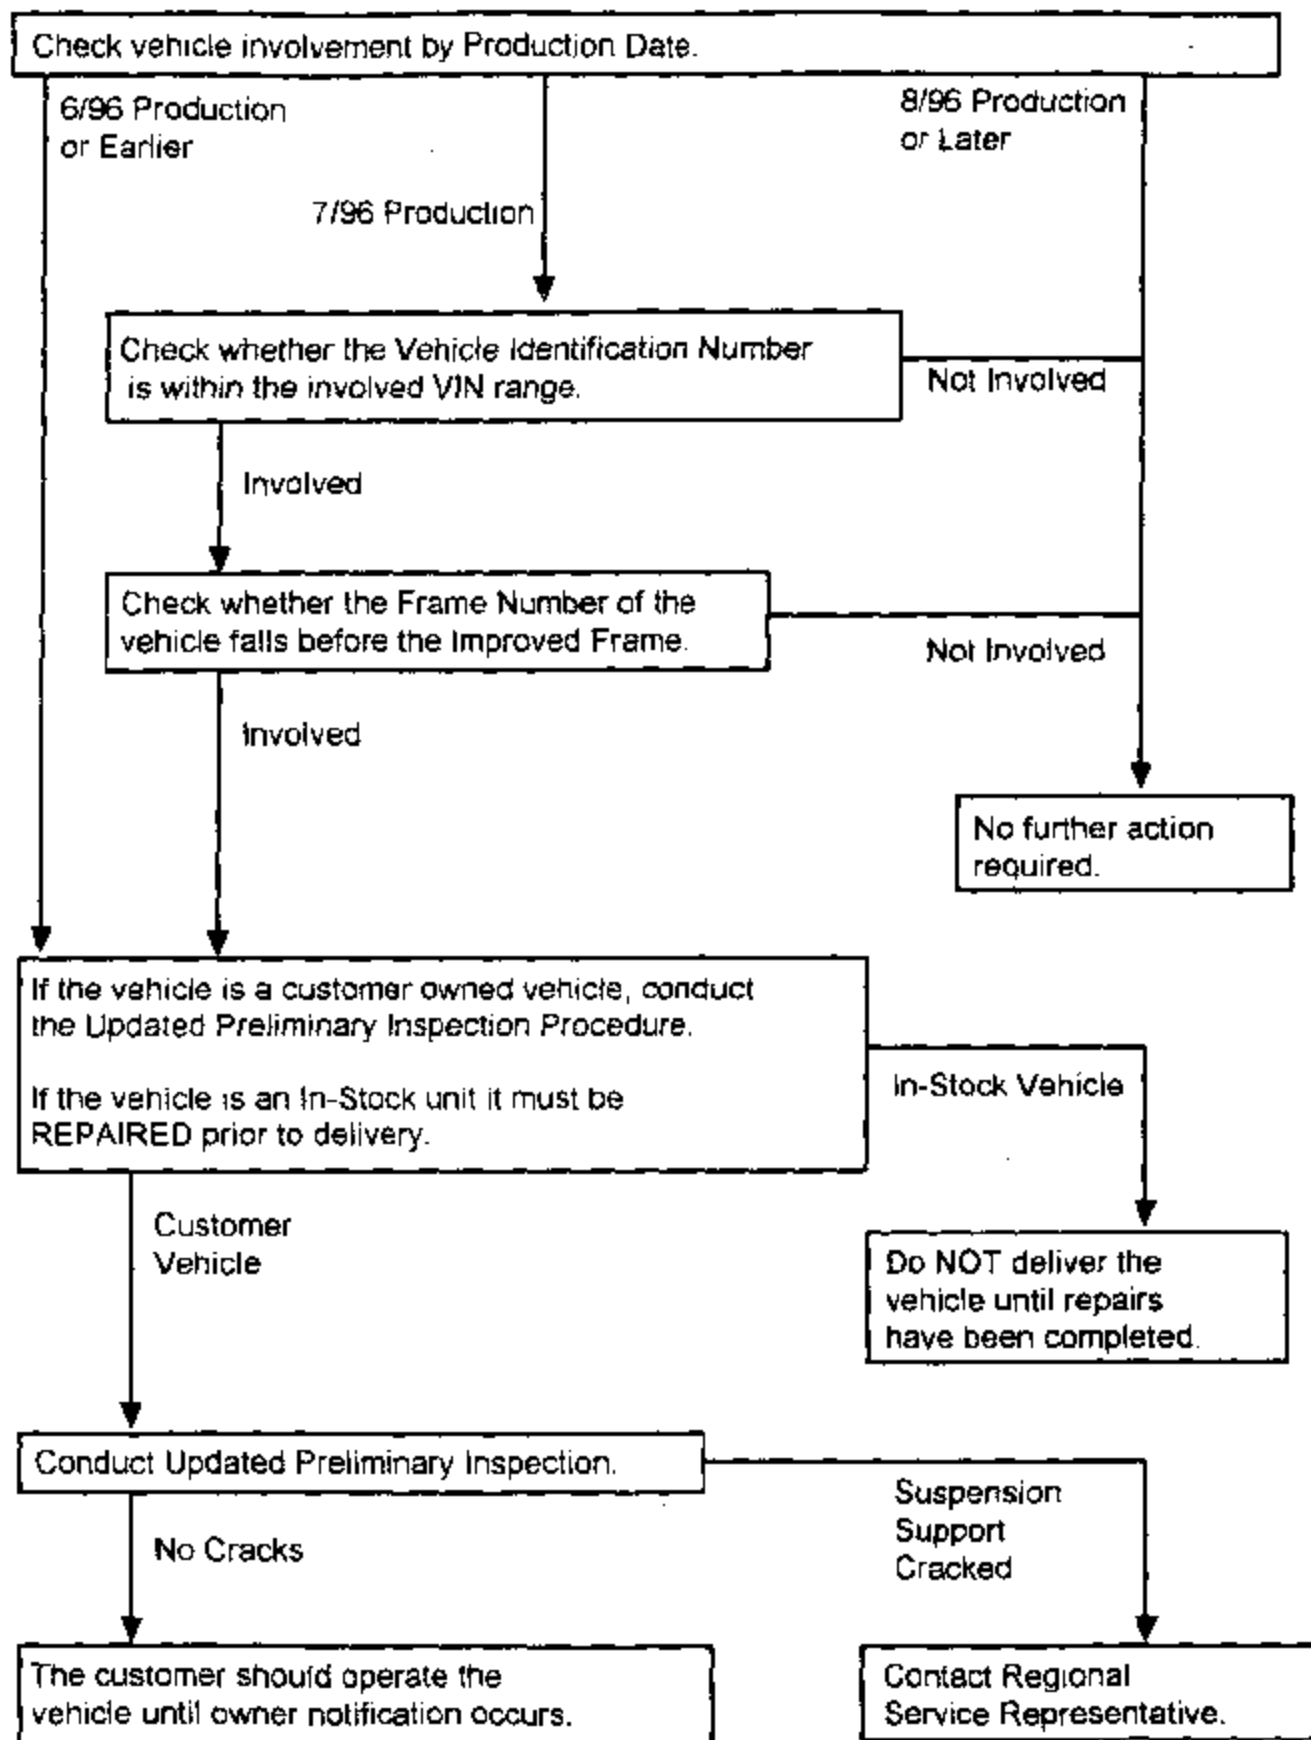 Check vehicle involvement by Production Date.
6/96 Production
or Earlier
8/96 Production
or Later
7/96 Production
Check whether the Vehicle Identification Number
is within the involved VIN range.
Not Involved
Involved
Check whether the Frame Number of the
vehicle falls before the Improved Frame.
Not Involved
Involved
No further action
required.
If the vehicle is a customer owned vehicle, conduct
the Updated Preliminary Inspection Procedure.
If the vehicle is an In-Stock unit it must be
REPAIRED prior to delivery.
In-Stock Vehicle
Customer
Vehicle
Do NOT deliver the
vehicle until repairs
have been completed.
Conduct Updated Preliminary Inspection.
Suspension
Support
Cracked
No Cracks
The customer should operate the
vehicle until owner notification occurs.
Contact Regional
Service Representative.